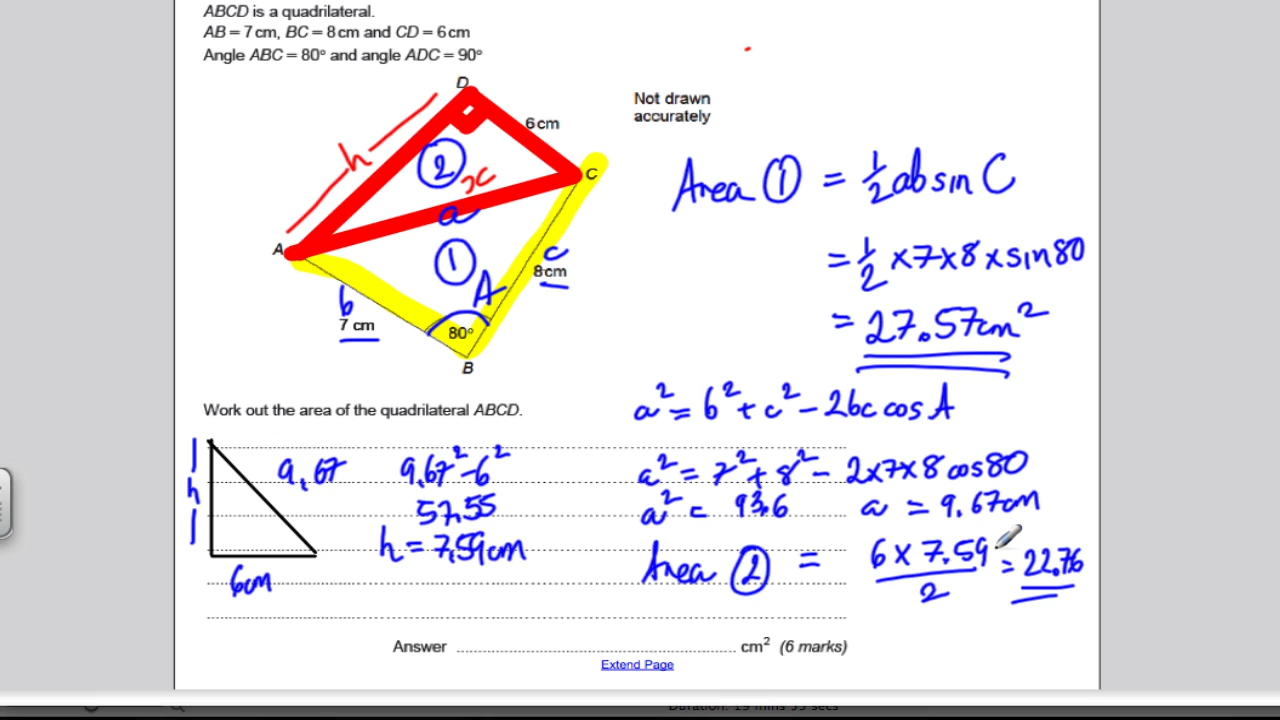 ABCD is a quadrilateral.
AB = 7 cm, BC = 8 cm and CD = 6 cm
Angle ABC = 80° and angle ADC = 90°
D
6 cm
Not drawn
accurately
h
2
x
C
Area ① = ½ab sin C
a
A
1
c
8 cm
= ½ × 7 × 8 × sin 80
b
A
7 cm
80°
= 27.57cm²
B
a² = b² + c² - 2bc cos A
Work out the area of the quadrilateral ABCD.
9.67
9.67² - 6²
a² = 7² + 8² - 2×7×8 cos 80
h
57.55
a² = 93.6
a = 9.67cm
h = 7.59cm
Area ② = 6 × 7.59 / 2 = 22.76
6cm
Answer ........................ cm² (6 marks)
Extend Page